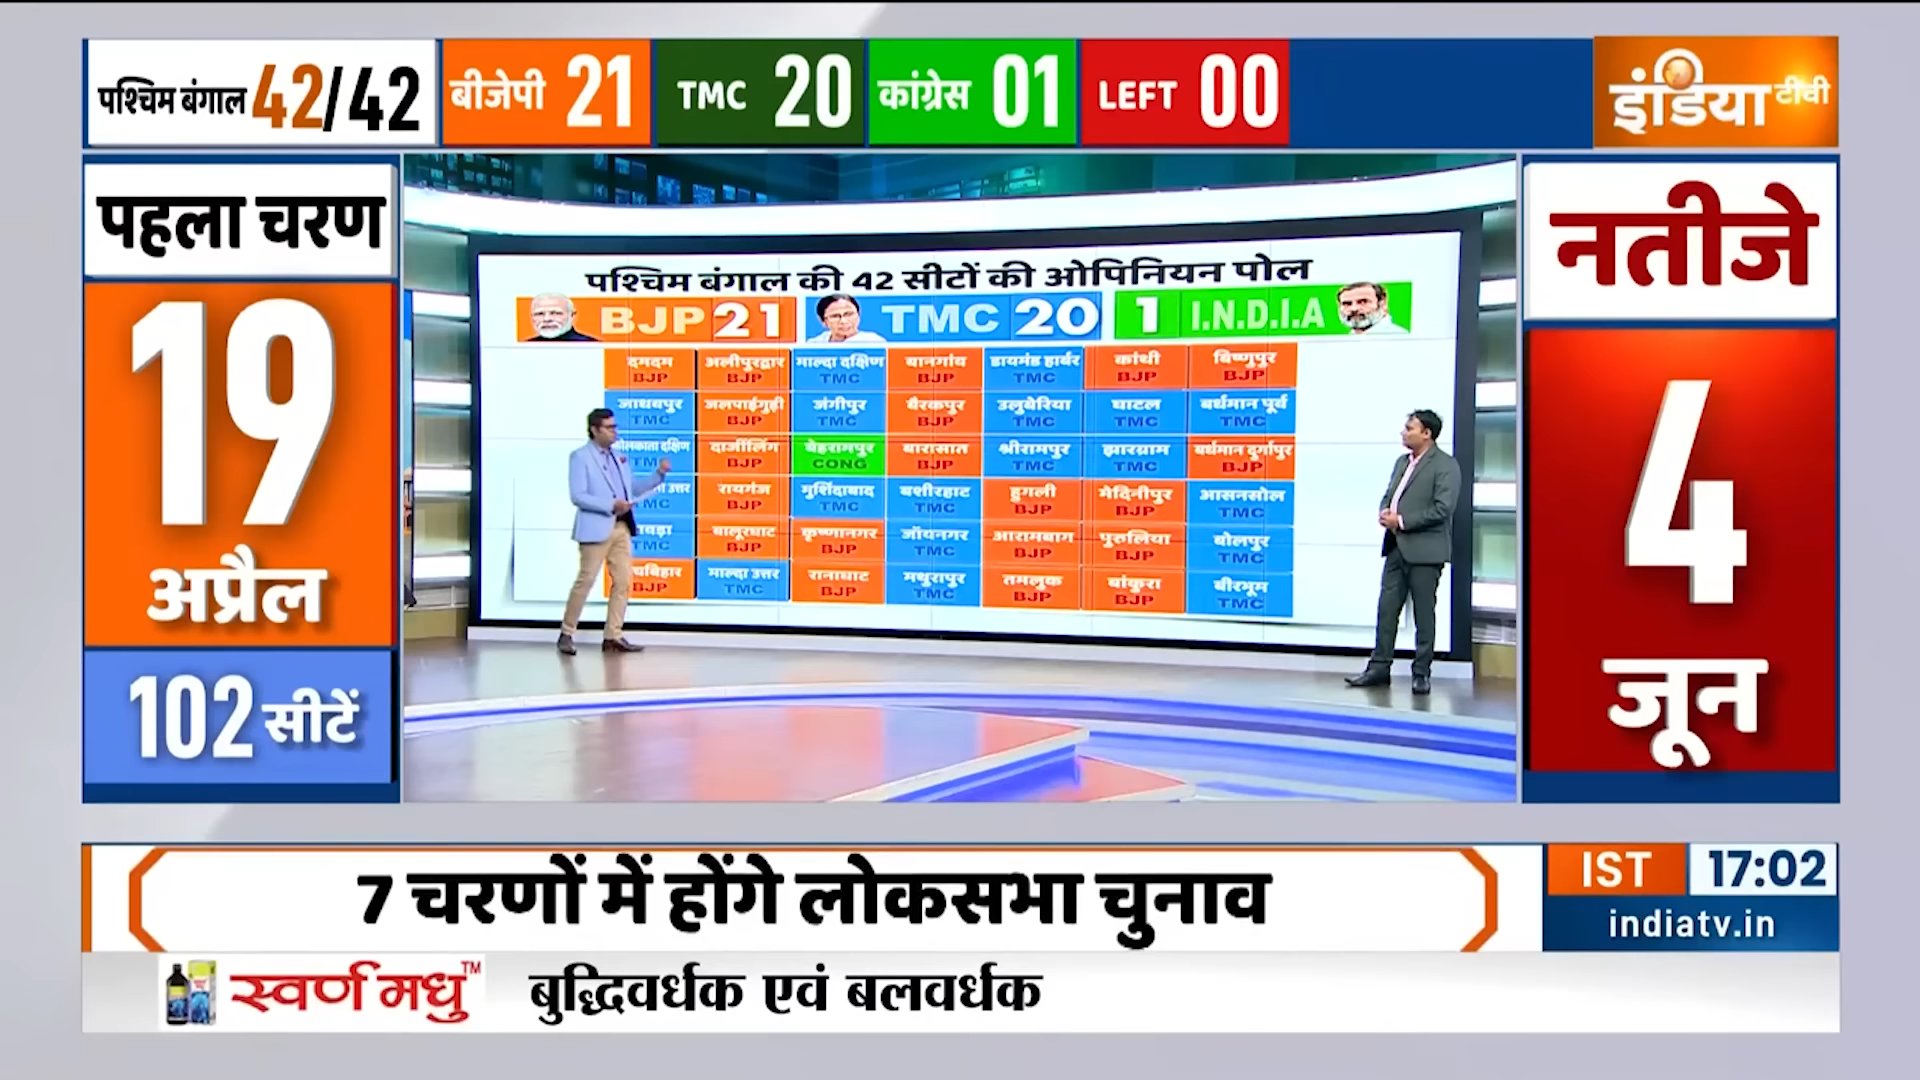 पश्चिम बंगाल 42/42 बीजेपी 21 TMC 20 कांग्रेस 01 LEFT 00
इंडिया टीवी
पहला चरण
19
अप्रैल
102 सीटें
पश्चिम बंगाल की 42 सीटों की ओपिनियन पोल
BJP 21 TMC 20 1 I.N.D.I.A
दमदम अलीपुरद्वार माल्दा दक्षिण बानगांव डायमंड हार्बर कांथी बिष्णुपुर
BJP BJP TMC BJP TMC BJP BJP
जाधवपुर जलपाईगुड़ी जंगीपुर बैरकपुर उलुबेरिया घाटल बर्धमान पूर्व
TMC BJP TMC BJP TMC TMC TMC
दक्षिण दार्जीलिंग बेहरामपुर बारासात श्रीरामपुर झारग्राम बर्धमान दुर्गापुर
BJP CONG BJP TMC TMC BJP
उत्तर रायगंज मुर्शिदाबाद बशीरहाट हुगली मेदिनीपुर आसनसोल
BJP TMC TMC BJP BJP TMC
बालूरघाट कृष्णानगर जॉयनगर आरामबाग पुरुलिया बोलपुर
TMC BJP BJP TMC BJP BJP TMC
माल्दा उत्तर रानाघाट मथुरापुर तमलुक बांकुरा बीरभूम
BJP TMC BJP TMC BJP BJP TMC
नतीजे
4
जून
7 चरणों में होंगे लोकसभा चुनाव
IST 17:02
indiatv.in
स्वर्ण मधु TM बुद्धिवर्धक एवं बलवर्धक